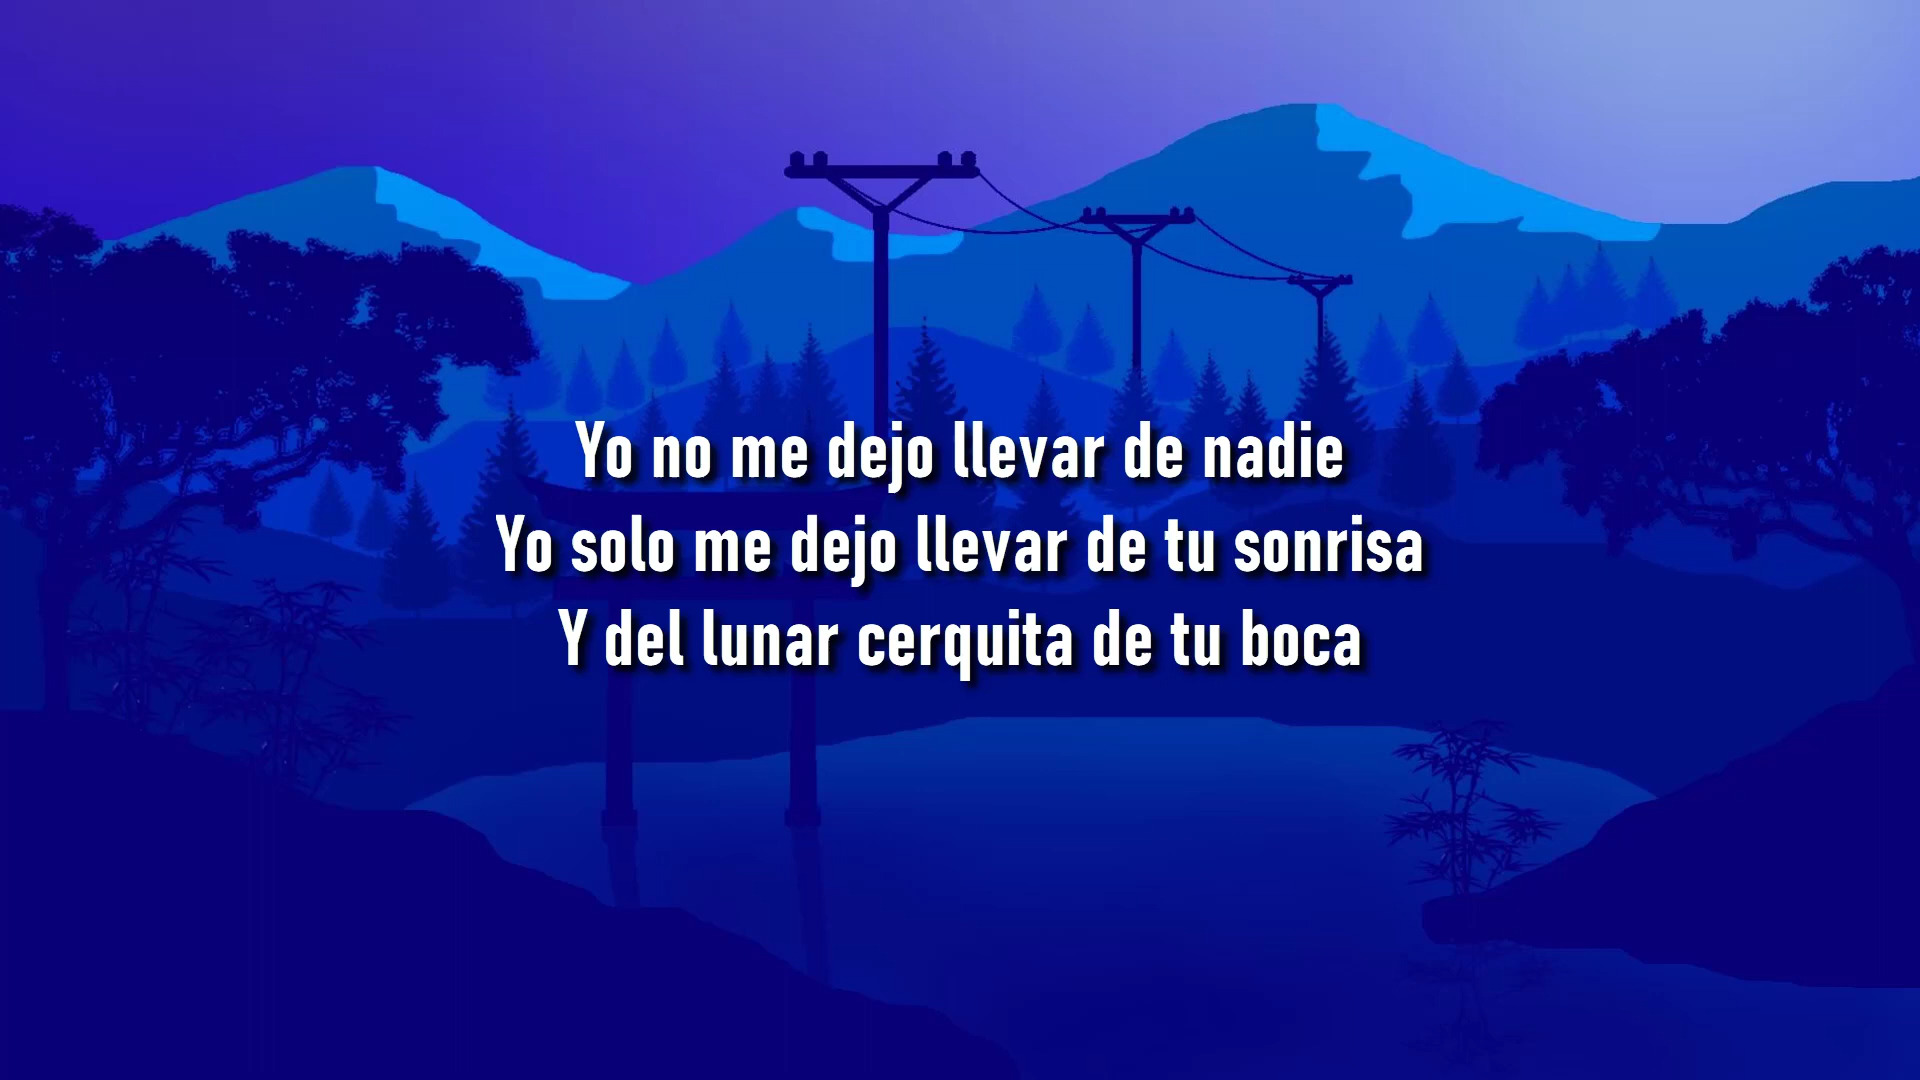 Yo no me dejo llevar de nadie
Yo solo me dejo llevar de tu sonrisa
Y del lunar cerquita de tu boca